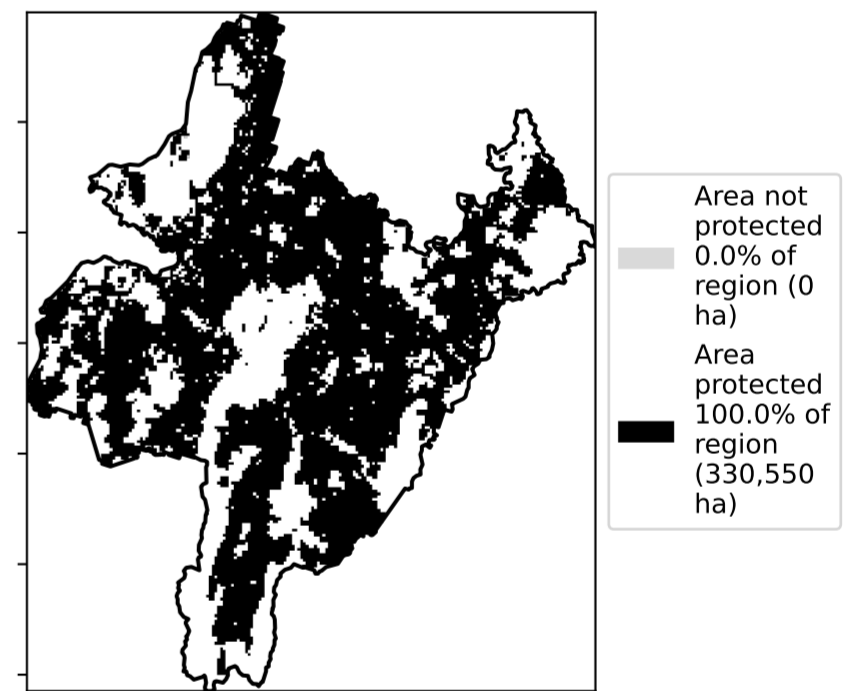 Area not
protected
0.0% of
region (0
ha)
Area
protected
100.0% of
region
(330,550
ha)